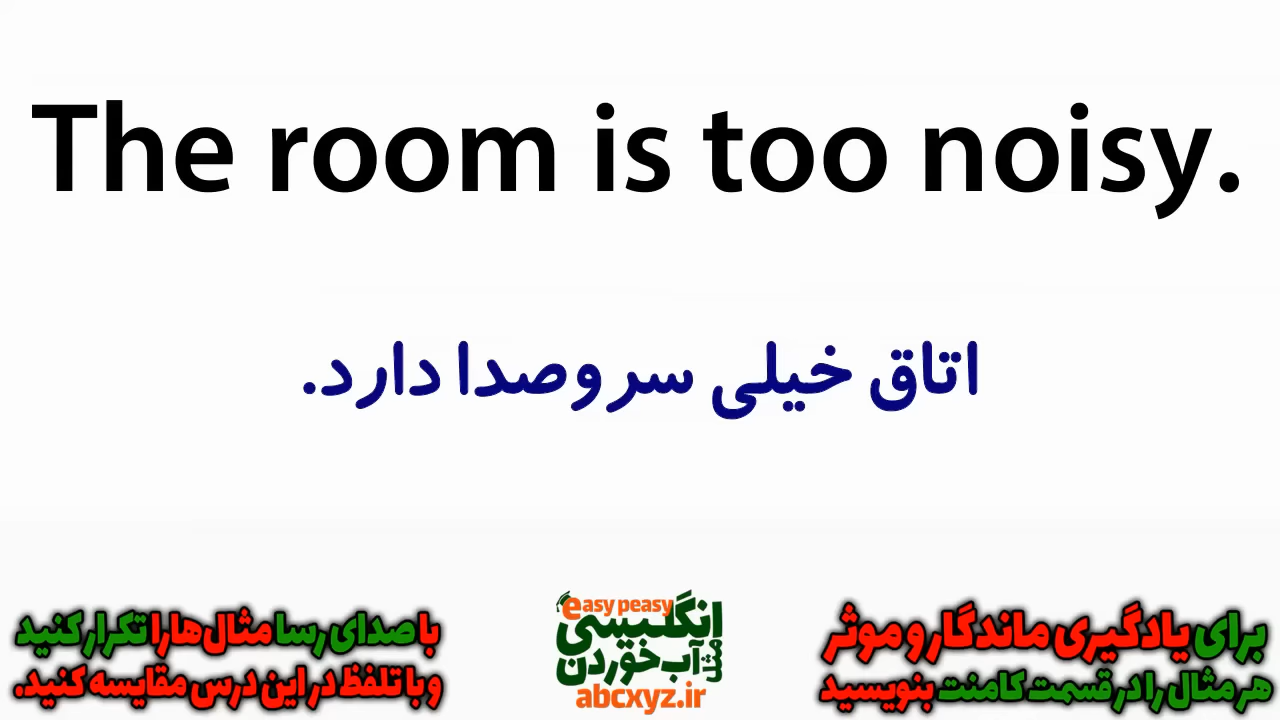 The room is too noisy.
اتاق خیلی سروصدا دارد.
برای یادگیری ماندگار و موثر
هر مثال را در قسمت کامنت بنویسید
easy peasy
انگلیسی
مثل آب خوردن
abcxyz.ir
با صدای رسا مثال‌ها را تکرار کنید
و با تلفظ در این درس مقایسه کنید.